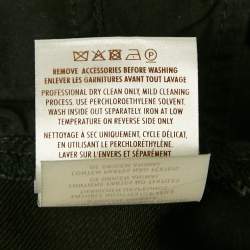 REMOVE ACCESSORIES BEFORE WASHING
ENLEVER LES GARNITURES AVANT TOUT LAVAGE
PROFESSIONAL DRY CLEAN ONLY, MILD CLEANING
PROCESS, USE PERCHLOROETHYLENE SOLVENT.
WASH INSIDE OUT SEPARATELY IRON AT LOW
TEMPERATURE ON REVERSE SIDE ONLY
NETTOYAGE À SEC UNIQUEMENT, CYCLE DÉLICAT,
EN UTILISANT LE PERCHLORÉTHYLÈNE.
LAVER SUR L'ENVERS ET SÉPARÉMENT